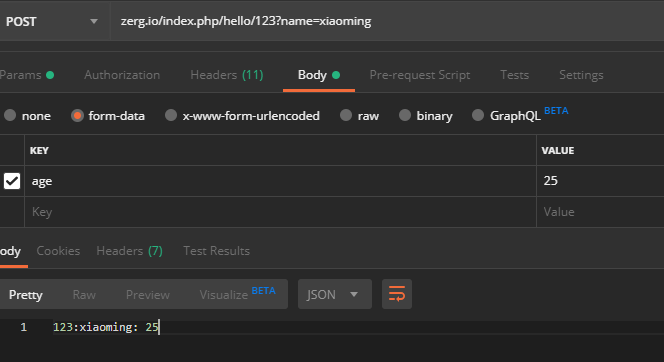 POST zerg.io/index.php/hello/123?name=xiaoming
Params Authorization Headers (11) Body Pre-request Script Tests Settings
none form-data x-www-form-urlencoded raw binary GraphQL BETA
KEY VALUE
age 25
Key Value
ody Cookies Headers (7) Test Results
Pretty Raw Preview Visualize BETA JSON
1 123:xiaoming: 25